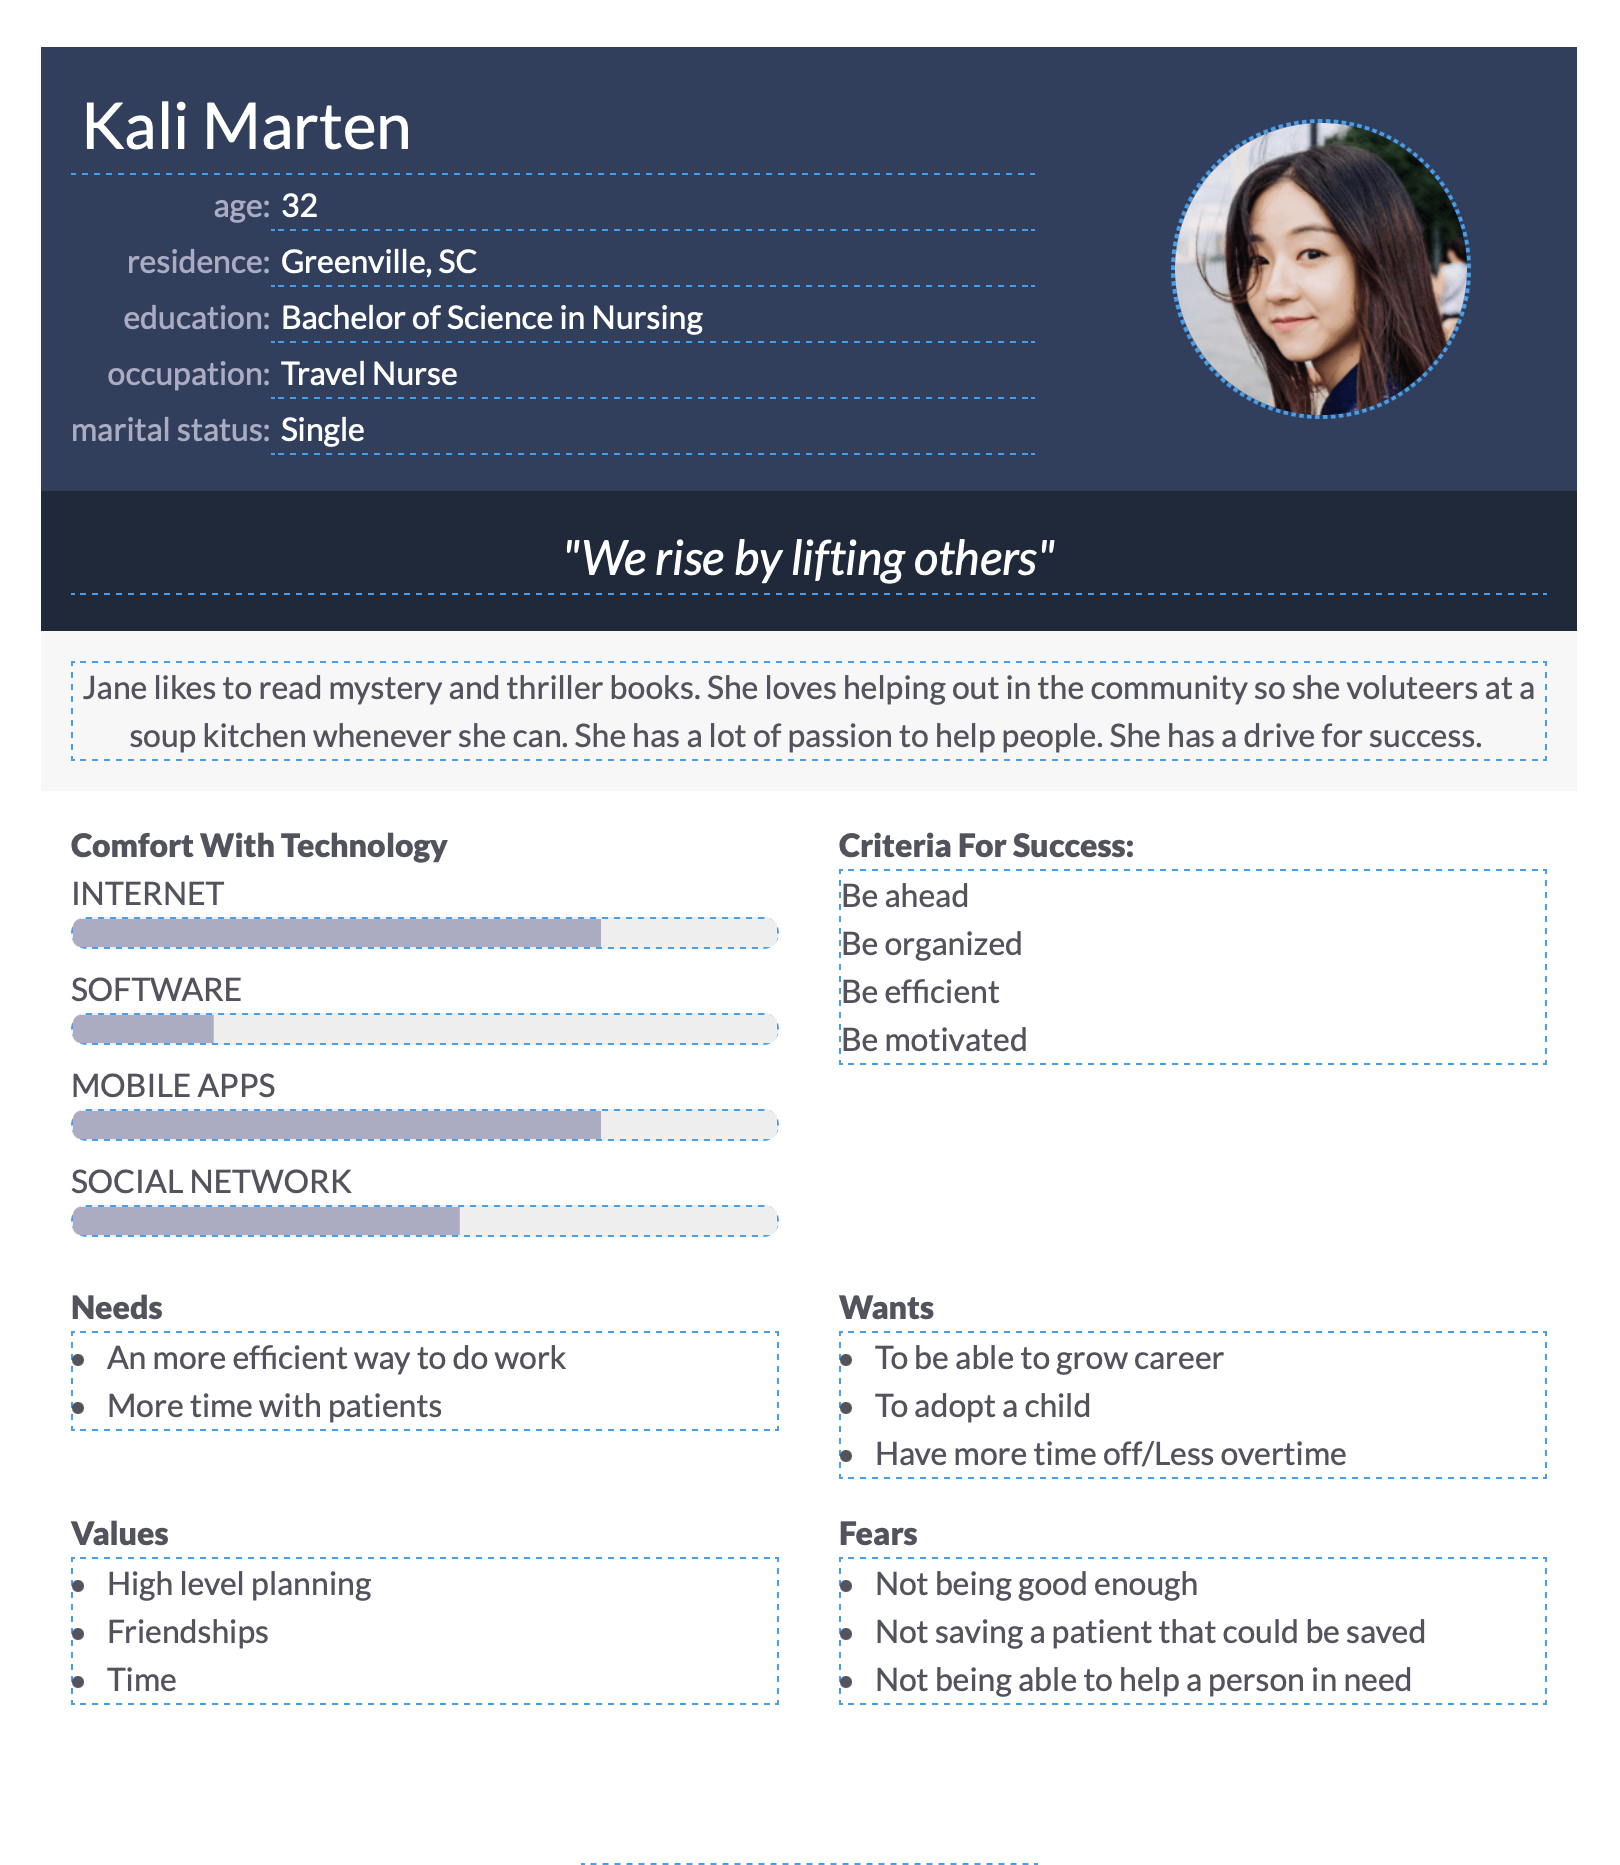 Kali Marten
age: 32
residence: Greenville, SC
education: Bachelor of Science in Nursing
occupation: Travel Nurse
marital status: Single
"We rise by lifting others"
Jane likes to read mystery and thriller books. She loves helping out in the community so she voluteers at a
soup kitchen whenever she can. She has a lot of passion to help people. She has a drive for success.
Comfort With Technology
INTERNET
SOFTWARE
MOBILE APPS
SOCIAL NETWORK
Criteria For Success:
Be ahead
Be organized
Be efficient
Be motivated
Needs
• An more efficient way to do work
• More time with patients
Wants
• To be able to grow career
• To adopt a child
• Have more time off/Less overtime
Values
• High level planning
• Friendships
• Time
Fears
• Not being good enough
• Not saving a patient that could be saved
• Not being able to help a person in need